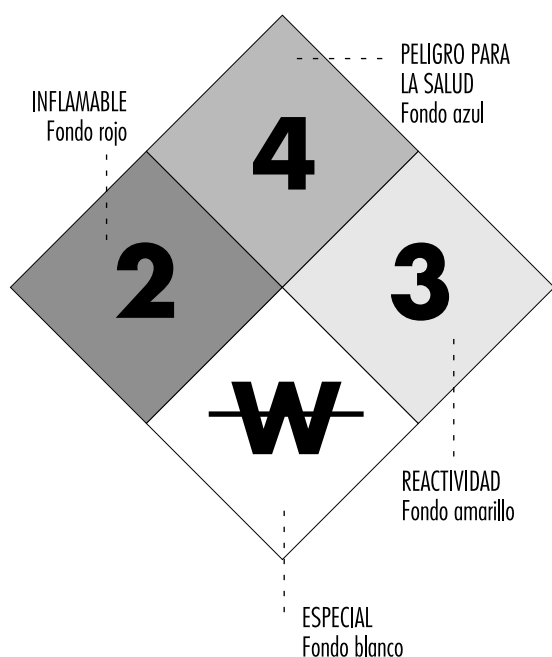 PELIGRO PARA
LA SALUD
Fondo azul
INFLAMABLE
Fondo rojo
4
2
3
W
REACTIVIDAD
Fondo amarillo
ESPECIAL
Fondo blanco